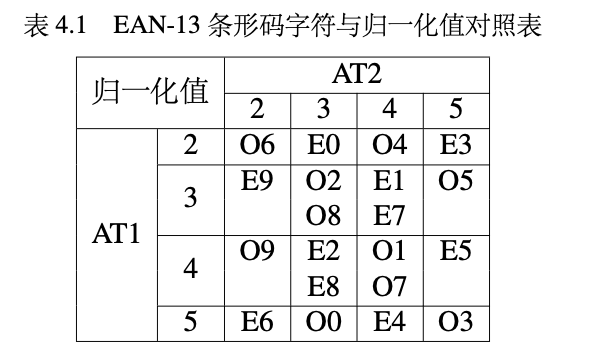 表 4.1 EAN-13 条形码字符与归一化值对照表
归一化值 AT2
2 3 4 5
AT1 2 O6 E0 O4 E3
3 E9 O2 E1 O5
O8 E7
4 O9 E2 O1 E5
E8 O7
5 E6 O0 E4 O3